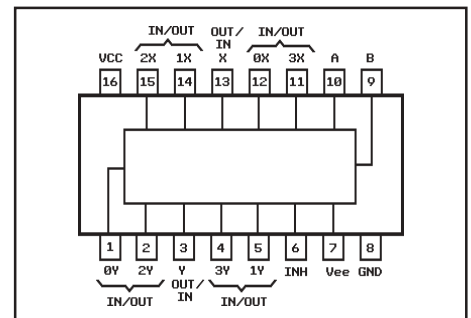 IN/OUT OUT/ IN/OUT
IN
VCC 2X 1X X 0X 3X A B
16 15 14 13 12 11 10 9
1 2 3 4 5 6 7 8
0Y 2Y Y 3Y 1Y INH Vee GND
OUT/
IN/OUT IN IN/OUT